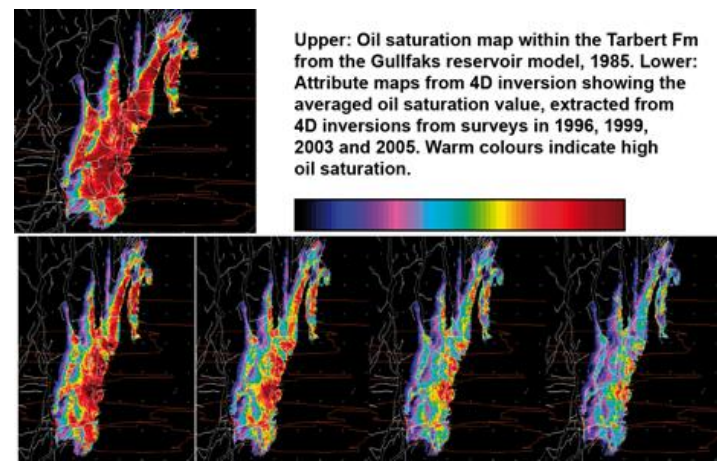 Upper: Oil saturation map within the Tarbert Fm
from the Gullfaks reservoir model, 1985. Lower:
Attribute maps from 4D inversion showing the
averaged oil saturation value, extracted from
4D inversions from surveys in 1996, 1999,
2003 and 2005. Warm colours indicate high
oil saturation.